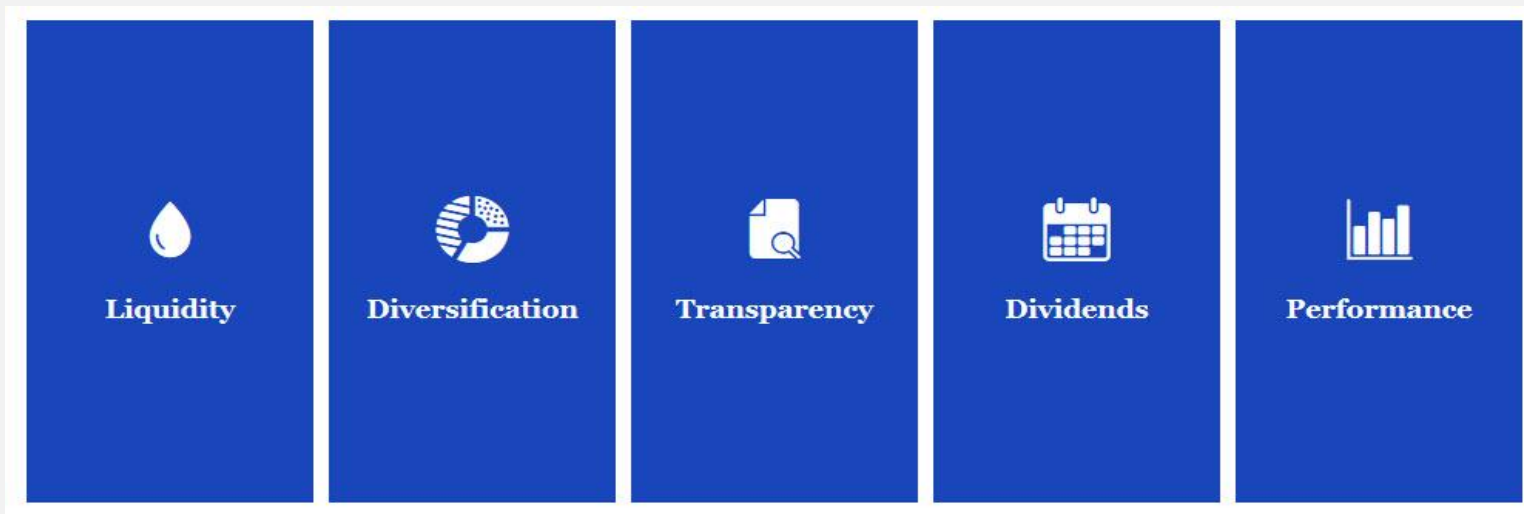 Liquidity
Diversification
Transparency
Dividends
Performance